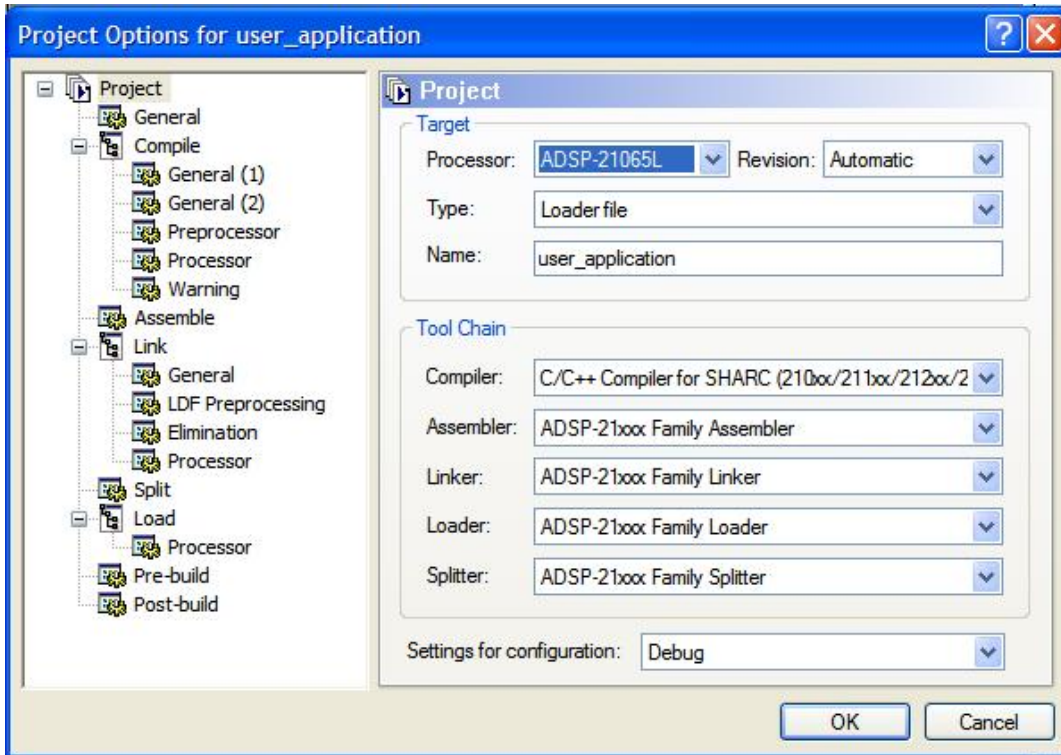 Project Options for user_application
Project
General
Compile
General (1)
General (2)
Preprocessor
Processor
Warning
Assemble
Link
General
LDF Preprocessing
Elimination
Processor
Split
Load
Processor
Pre-build
Post-build
Project
Target
Processor: ADSP-21065L Revision: Automatic
Type: Loader file
Name: user_application
Tool Chain
Compiler: C/C++ Compiler for SHARC (210xx/211xx/212xx/2
Assembler: ADSP-21xxx Family Assembler
Linker: ADSP-21xxx Family Linker
Loader: ADSP-21xxx Family Loader
Splitter: ADSP-21xxx Family Splitter
Settings for configuration: Debug
OK Cancel